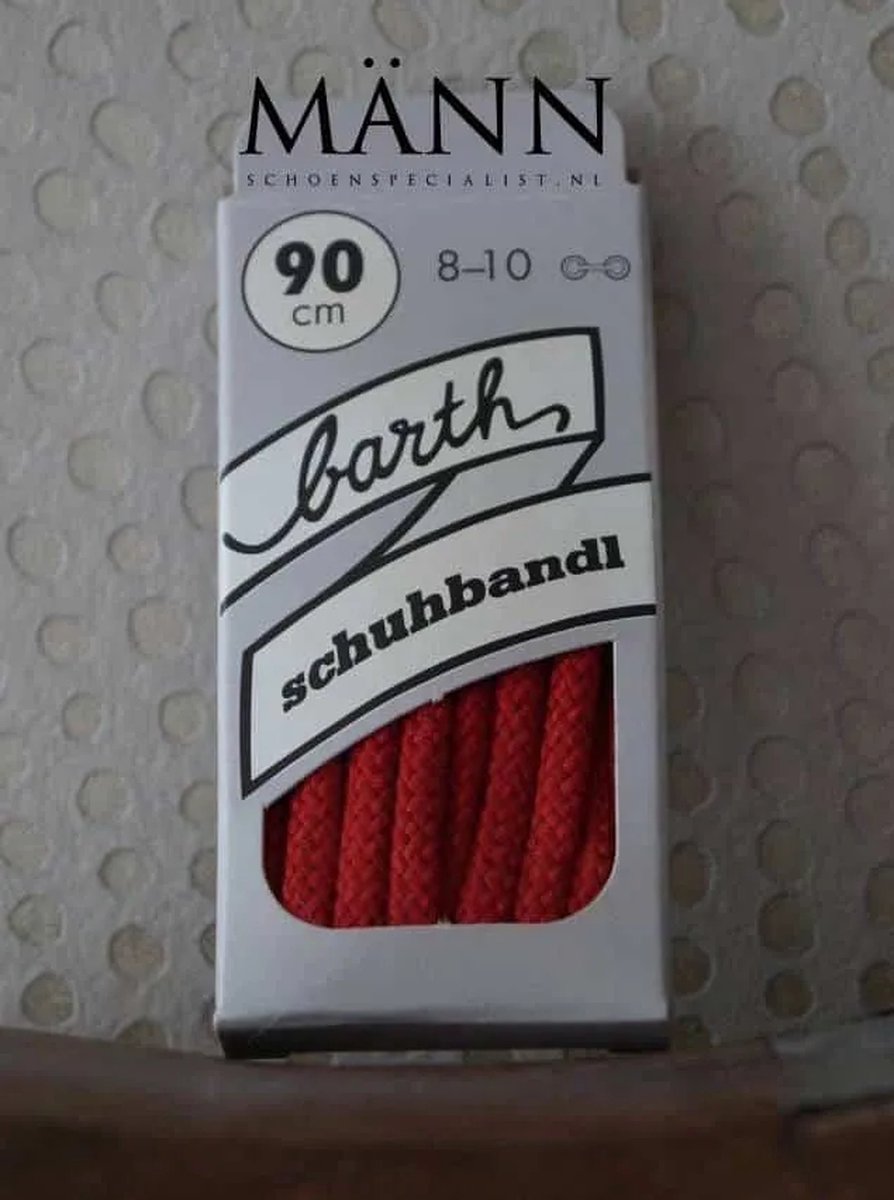 MÄNN
SCHOENSPECIALIST.NL
90 8–10
cm
barth
schuhbandl